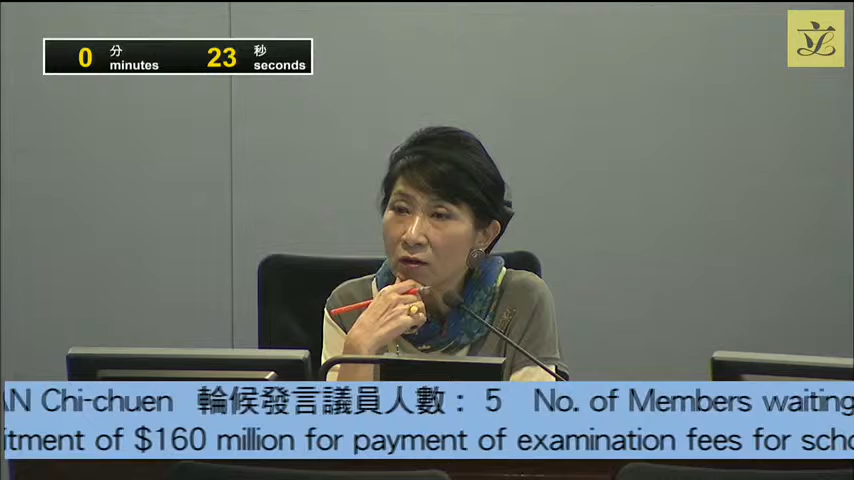 0 分 minutes 23 秒 seconds
AN Chi-chuen 輪候發言議員人數： 5 No. of Members waiting
itment of $160 million for payment of examination fees for scho